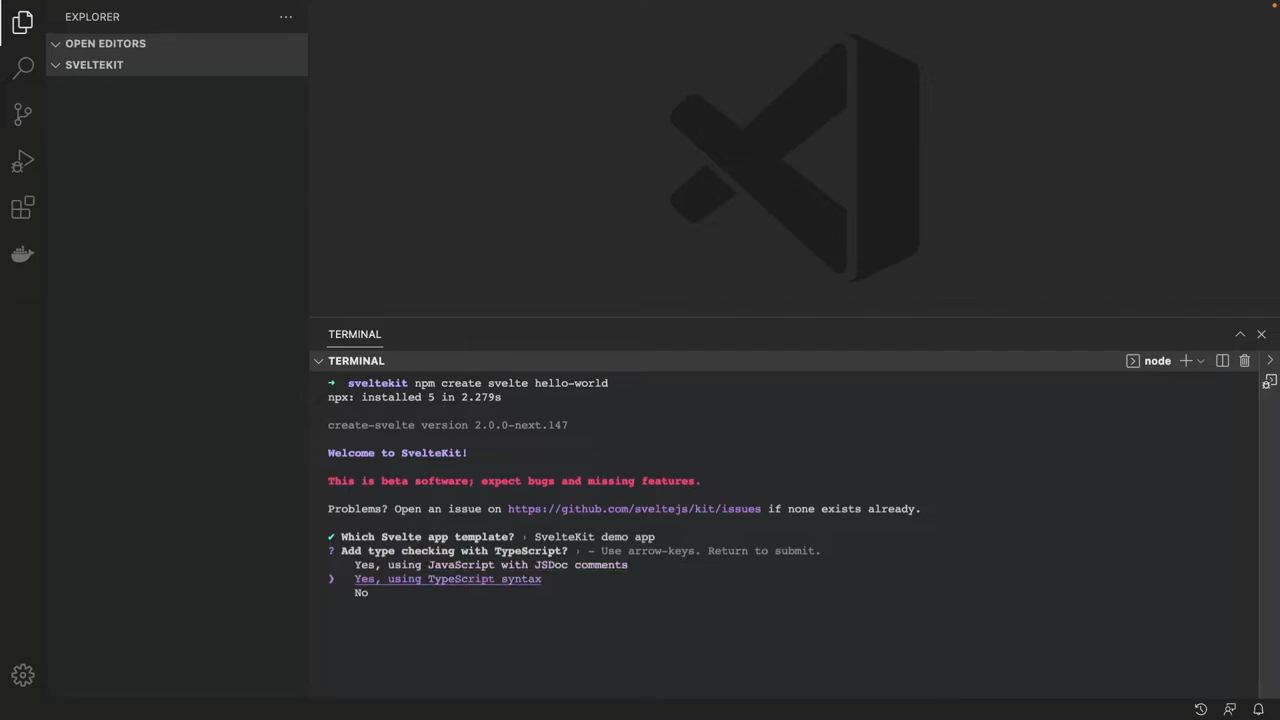 EXPLORER
OPEN EDITORS
SVELTEKIT
TERMINAL
TERMINAL
node
➜ sveltekit npm create svelte hello-world
npx: installed 5 in 2.279s
create-svelte version 2.0.0-next.147
Welcome to SvelteKit!
This is beta software; expect bugs and missing features.
Problems? Open an issue on https://github.com/sveltejs/kit/issues if none exists already.
✔ Which Svelte app template? › SvelteKit demo app
? Add type checking with TypeScript? › - Use arrow-keys. Return to submit.
Yes, using JavaScript with JSDoc comments
❯ Yes, using TypeScript syntax
No